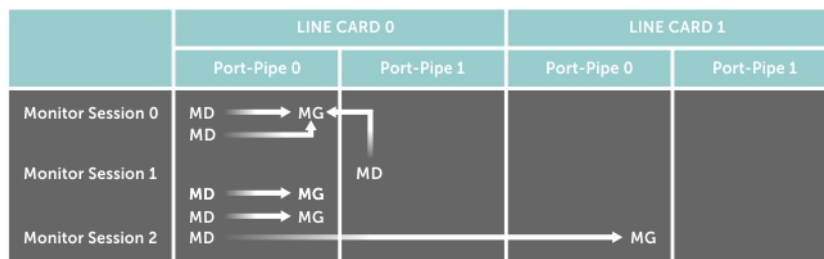 LINE CARD 0 LINE CARD 1
Port-Pipe 0 Port-Pipe 1 Port-Pipe 0 Port-Pipe 1
Monitor Session 0 MD MG
MD
Monitor Session 1 MD
MD MG
MD MG
Monitor Session 2 MD MG